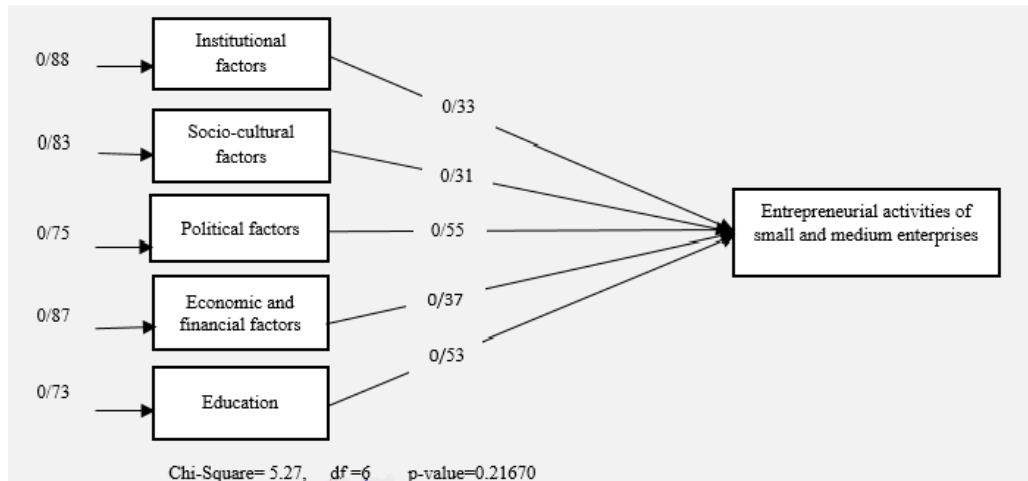 0/88
Institutional
factors
0/33
0/83
Socio-cultural
factors
0/31
0/75
Political factors
0/55
Entrepreneurial activities of
small and medium enterprises
0/87
Economic and
financial factors
0/37
0/53
0/73
Education
Chi-Square= 5.27, df =6 p-value=0.21670